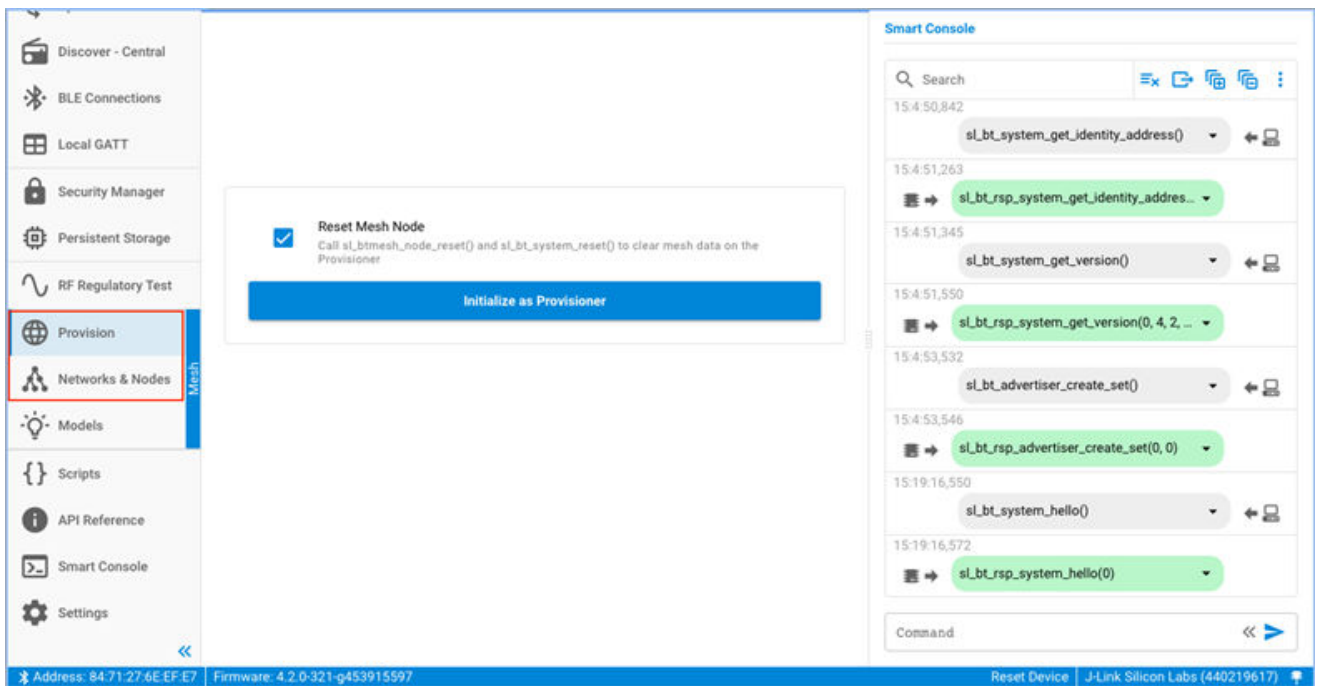 Discover - Central
BLE Connections
Local GATT
Security Manager
Persistent Storage
RF Regulatory Test
Provision
Networks & Nodes
Models
Mesh
Scripts
API Reference
Smart Console
Settings
Reset Mesh Node
Call sl_btmesh_node_reset() and sl_bt_system_reset() to clear mesh data on the
Provisioner
Initialize as Provisioner
Smart Console
Search
15:4:50,842
sl_bt_system_get_identity_address()
15:4:51,263
sl_bt_rsp_system_get_identity_addres...
15:4:51,345
sl_bt_system_get_version()
15:4:51,550
sl_bt_rsp_system_get_version(0, 4, 2, ...
15:4:53,532
sl_bt_advertiser_create_set()
15:4:53,546
sl_bt_rsp_advertiser_create_set(0, 0)
15:19:16,550
sl_bt_system_hello()
15:19:16,572
sl_bt_rsp_system_hello(0)
Command
Address: 84:71:27:6E:EF:E7
Firmware: 4.2.0-321-g453915597
Reset Device
J-Link Silicon Labs (440219617)